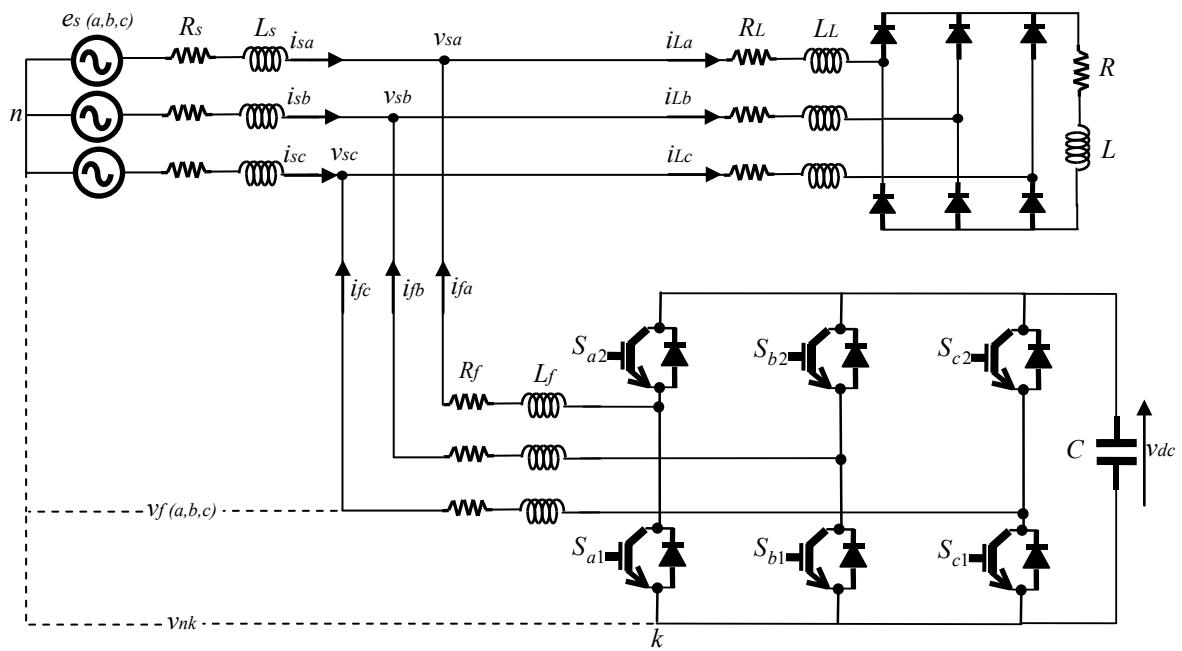 es (a,b,c)
Rs
Ls
isa
vsa
iLa
RL
LL
R
n
isb
vsb
iLb
isc
vsc
iLc
L
ifc
ifb
ifa
Sa2
Sb2
Sc2
Rf
Lf
C
vdc
vf (a,b,c)
Sa1
Sb1
Sc1
vnk
k